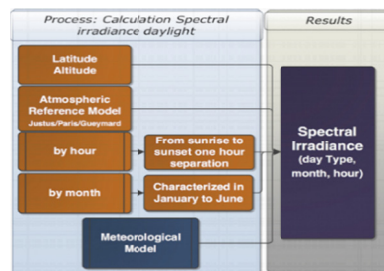 Process: Calculation Spectral
irradiance daylight
Results
Latitude
Altitude
Atmospheric
Reference Model
Justus/Paris/Gueymard
by hour
From sunrise to
sunset one hour
separation
by month
Characterized in
January to June
Meteorological
Model
Spectral
Irradiance
(day Type,
month, hour)